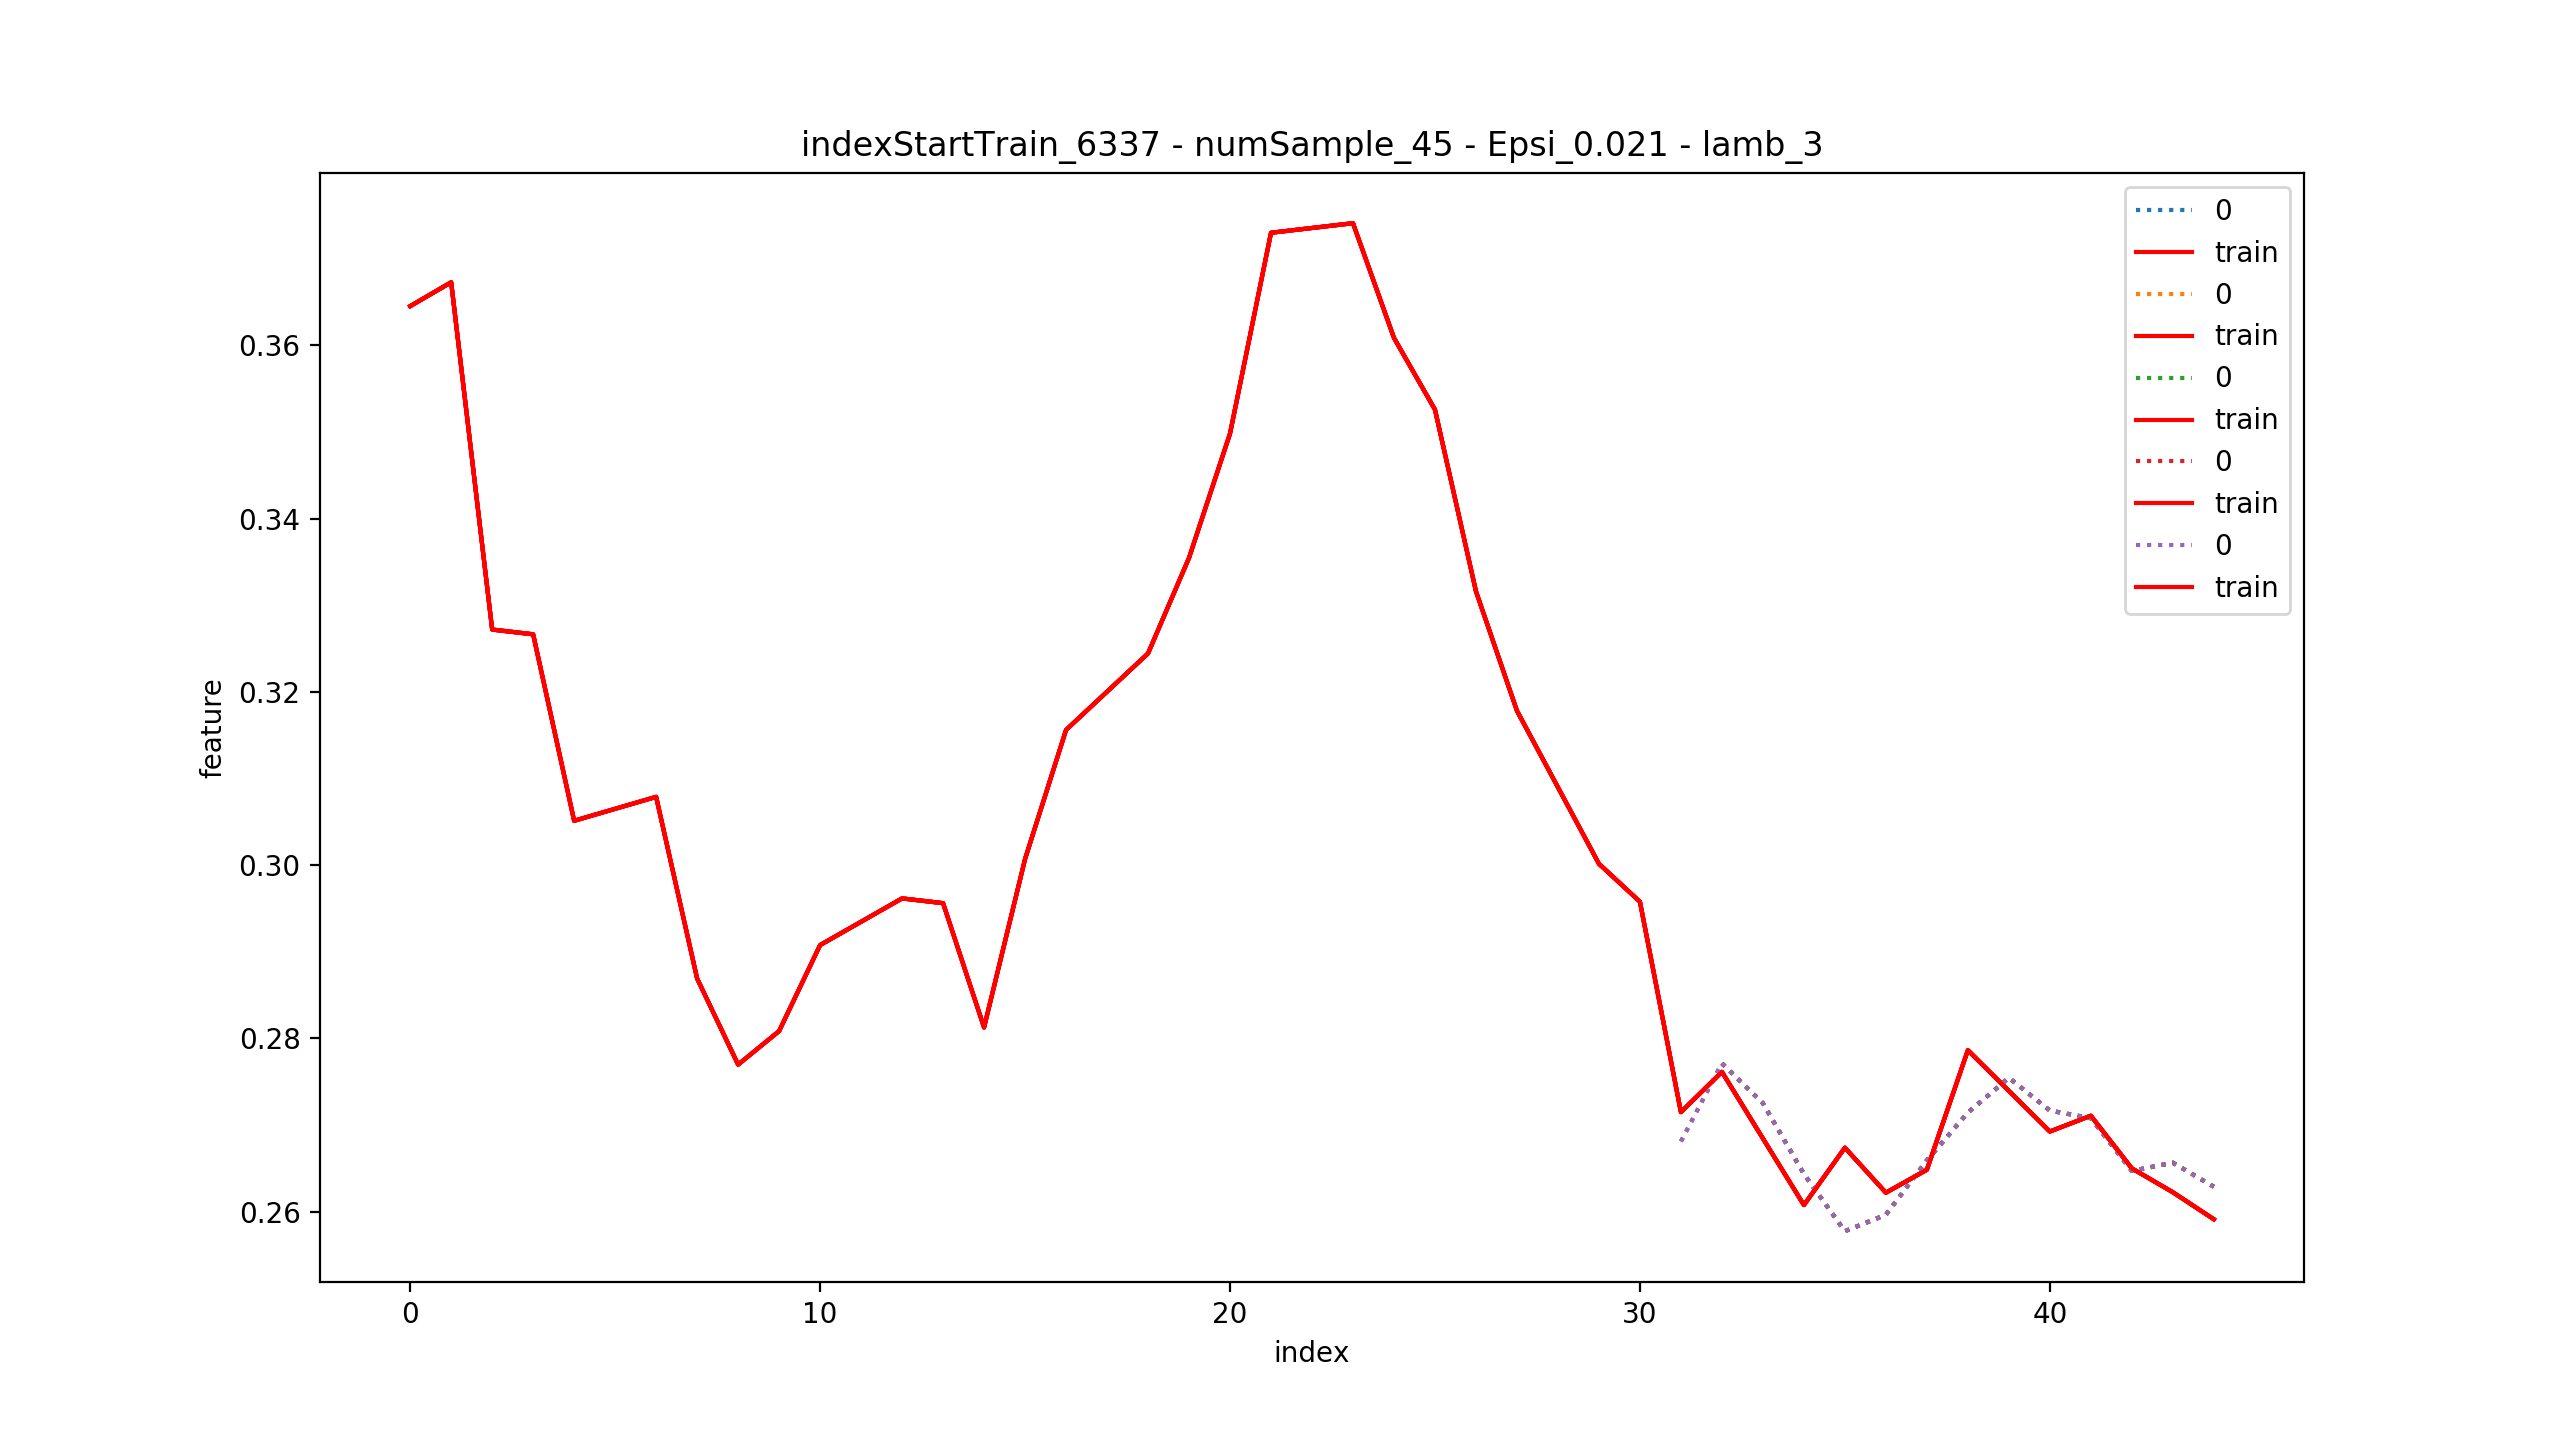 indexStartTrain_6337 - numSample_45 - Epsi_0.021 - lamb_3
0
train
0
train
0
train
0
train
0
train
0.36
0.34
0.32
0.30
0.28
0.26
feature
0 10 20 30 40
index